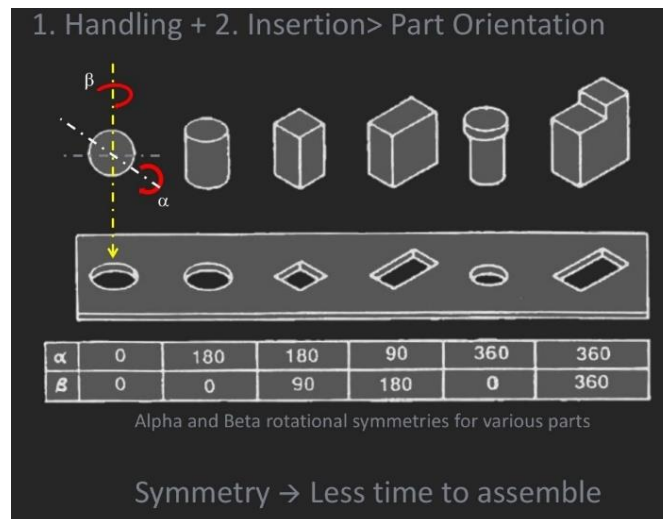 1. Handling + 2. Insertion> Part Orientation
β
α
α 0 180 180 90 360 360
β 0 0 90 180 0 360
Alpha and Beta rotational symmetries for various parts
Symmetry → Less time to assemble